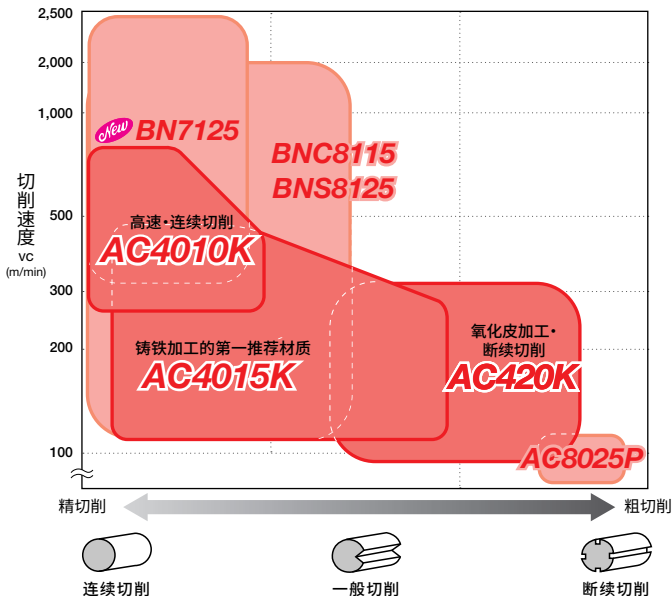 2,500
2,000
1,000
500
300
200
100
切削速度
vc
(m/min)
New BN7125
BNC8115
BNS8125
高速・连续切削
AC4010K
铸铁加工的第一推荐材质
AC4015K
氧化皮加工・
断续切削
AC420K
AC8025P
精切削
粗切削
连续切削
一般切削
断续切削